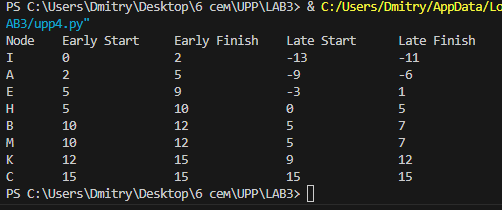 PS C:\Users\Dmitry\Desktop\6 сем\UPP\LAB3> & C:/Users/Dmitry/AppData/Lo
AB3/upp4.py"
Node Early Start Early Finish Late Start Late Finish
I 0 2 -13 -11
A 2 5 -9 -6
E 5 9 -3 1
H 5 10 0 5
B 10 12 5 7
M 10 12 5 7
K 12 15 9 12
C 15 15 15 15
PS C:\Users\Dmitry\Desktop\6 сем\UPP\LAB3>